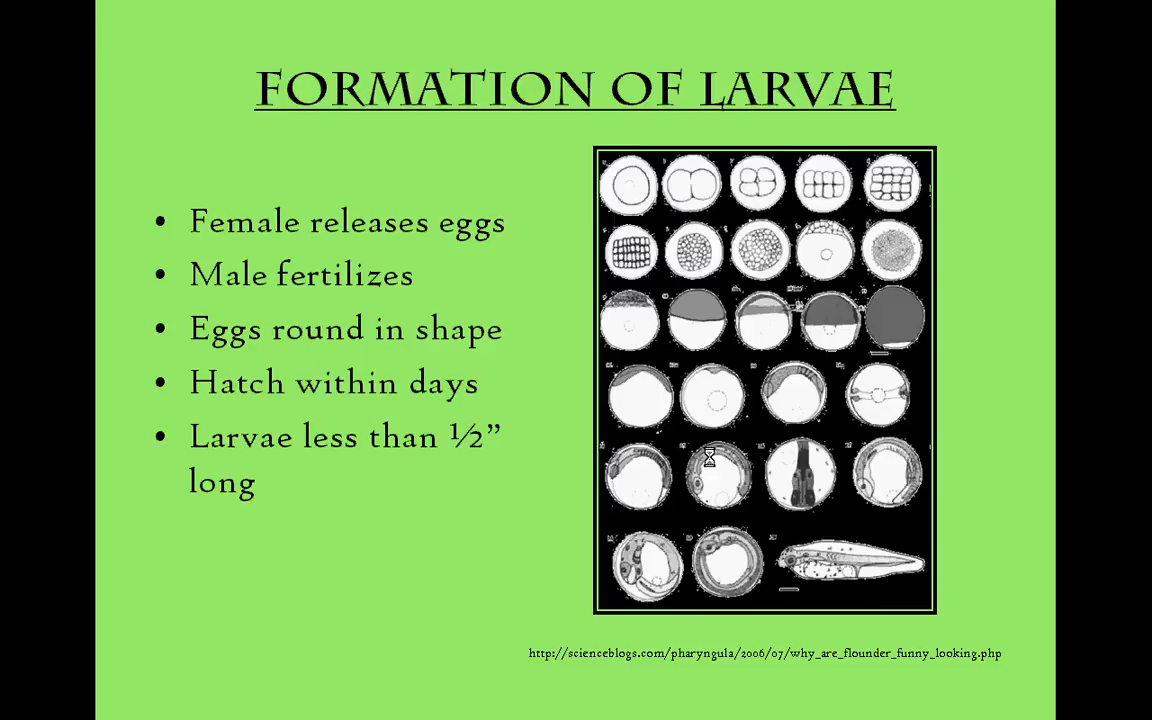 FORMATION OF LARVAE
• Female releases eggs
• Male fertilizes
• Eggs round in shape
• Hatch within days
• Larvae less than ½”
long
http://scienceblogs.com/pharyngula/2006/07/why_are_flounder_funny_looking.php